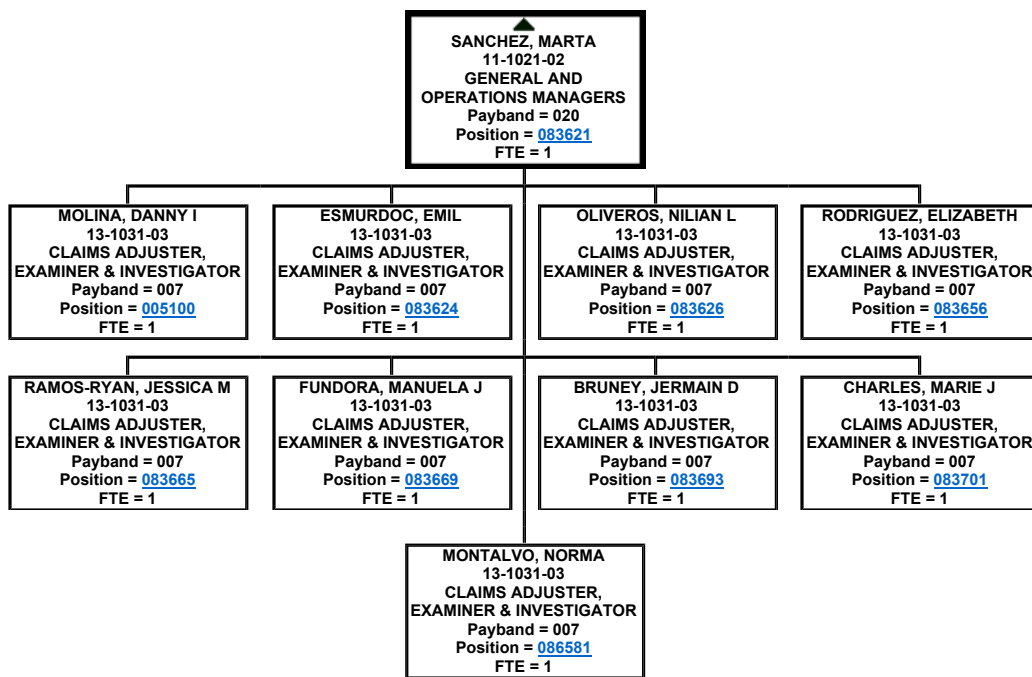 SANCHEZ, MARTA
11-1021-02
GENERAL AND
OPERATIONS MANAGERS
Payband = 020
Position = 083621
FTE = 1
MOLINA, DANNY I
13-1031-03
CLAIMS ADJUSTER,
EXAMINER & INVESTIGATOR
Payband = 007
Position = 005100
FTE = 1
ESMURDOC, EMIL
13-1031-03
CLAIMS ADJUSTER,
EXAMINER & INVESTIGATOR
Payband = 007
Position = 083624
FTE = 1
OLIVEROS, NILIAN L
13-1031-03
CLAIMS ADJUSTER,
EXAMINER & INVESTIGATOR
Payband = 007
Position = 083626
FTE = 1
RODRIGUEZ, ELIZABETH
13-1031-03
CLAIMS ADJUSTER,
EXAMINER & INVESTIGATOR
Payband = 007
Position = 083656
FTE = 1
RAMOS-RYAN, JESSICA M
13-1031-03
CLAIMS ADJUSTER,
EXAMINER & INVESTIGATOR
Payband = 007
Position = 083665
FTE = 1
FUNDORA, MANUELA J
13-1031-03
CLAIMS ADJUSTER,
EXAMINER & INVESTIGATOR
Payband = 007
Position = 083669
FTE = 1
BRUNEY, JERMAIN D
13-1031-03
CLAIMS ADJUSTER,
EXAMINER & INVESTIGATOR
Payband = 007
Position = 083693
FTE = 1
CHARLES, MARIE J
13-1031-03
CLAIMS ADJUSTER,
EXAMINER & INVESTIGATOR
Payband = 007
Position = 083701
FTE = 1
MONTALVO, NORMA
13-1031-03
CLAIMS ADJUSTER,
EXAMINER & INVESTIGATOR
Payband = 007
Position = 086581
FTE = 1